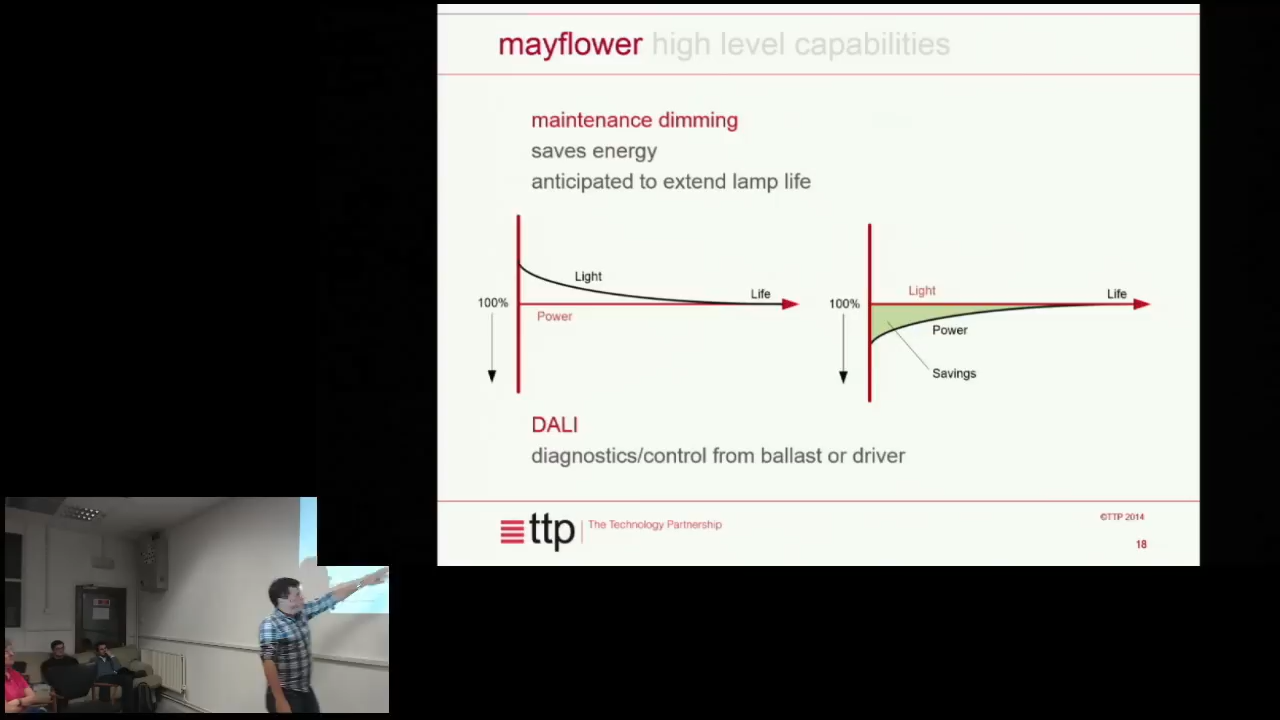 mayflower high level capabilities
maintenance dimming
saves energy
anticipated to extend lamp life
100%
Light
Life
Power
100%
Light
Life
Power
Savings
DALI
diagnostics/control from ballast or driver
ttp
The Technology Partnership
©TTP 2014
18